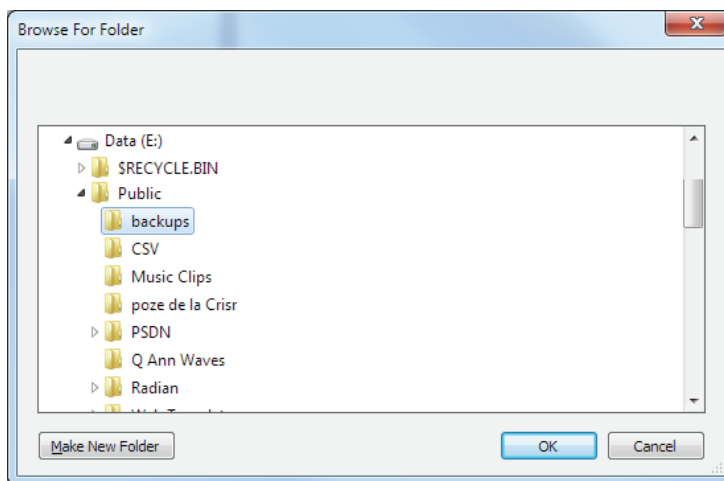 Browse For Folder
Data (E:)
$RECYCLE.BIN
Public
backups
CSV
Music Clips
poze de la Crisr
PSDN
Q Ann Waves
Radian
Make New Folder
OK
Cancel